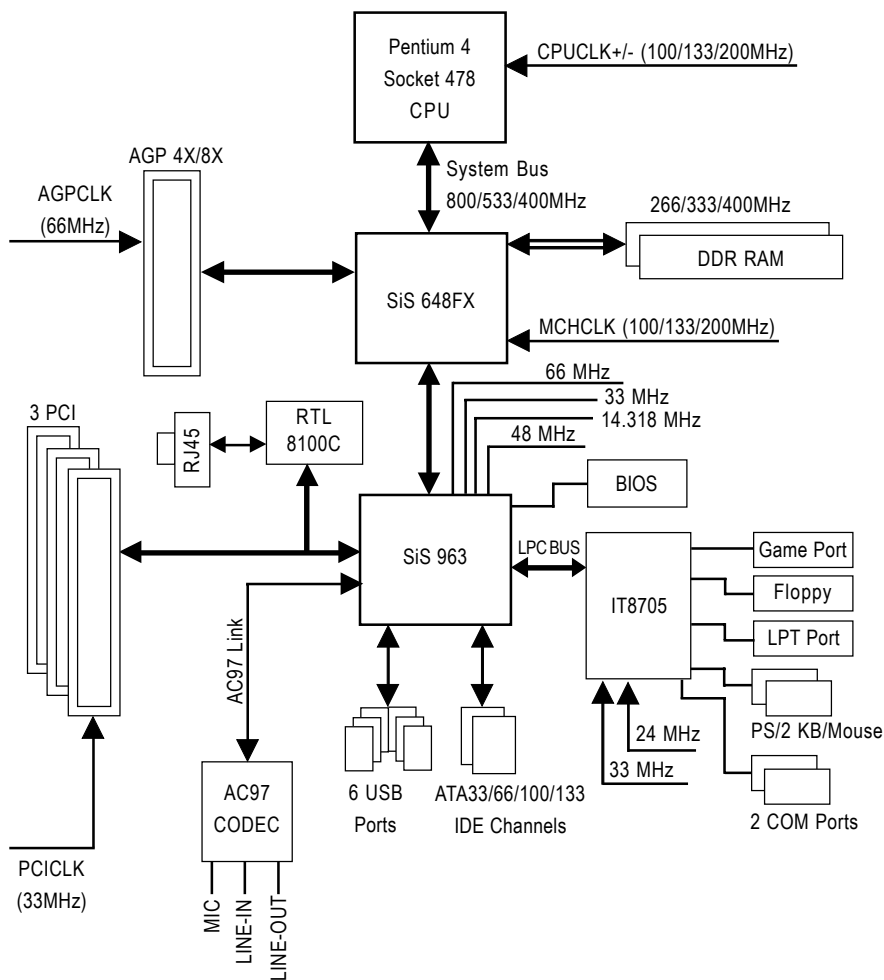 Pentium 4
Socket 478
CPU
CPUCLK+/- (100/133/200MHz)
AGP 4X/8X
System Bus
800/533/400MHz
AGPCLK
(66MHz)
266/333/400MHz
DDR RAM
SiS 648FX
MCHCLK (100/133/200MHz)
66 MHz
33 MHz
14.318 MHz
48 MHz
3 PCI
RJ45
RTL
8100C
BIOS
SiS 963
LPC BUS
IT8705
Game Port
Floppy
LPT Port
PS/2 KB/Mouse
2 COM Ports
24 MHz
33 MHz
AC97 Link
AC97
CODEC
6 USB
Ports
ATA33/66/100/133
IDE Channels
PCICLK
(33MHz)
MIC
LINE-IN
LINE-OUT